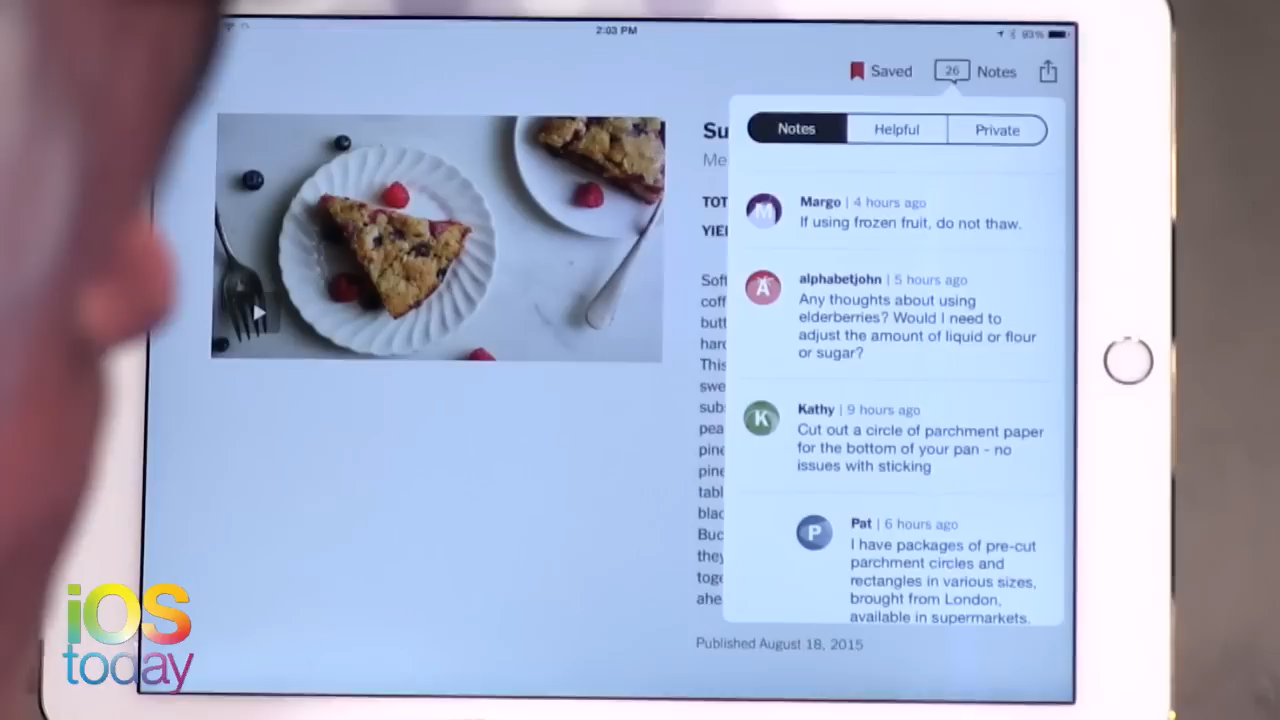 2:03 PM
93%
Saved
26
Notes
Notes
Helpful
Private
Su
Me
TOT
YIEL
Soft
coff
butt
hard
This
swe
sub
pea
pine
pine
tabl
blac
Buc
they
toge
ahe
M
Margo | 4 hours ago
If using frozen fruit, do not thaw.
A
alphabetjohn | 5 hours ago
Any thoughts about using
elderberries? Would I need to
adjust the amount of liquid or flour
or sugar?
K
Kathy | 9 hours ago
Cut out a circle of parchment paper
for the bottom of your pan - no
issues with sticking
P
Pat | 6 hours ago
I have packages of pre-cut
parchment circles and
rectangles in various sizes,
brought from London,
available in supermarkets.
Published August 18, 2015
iOS
today